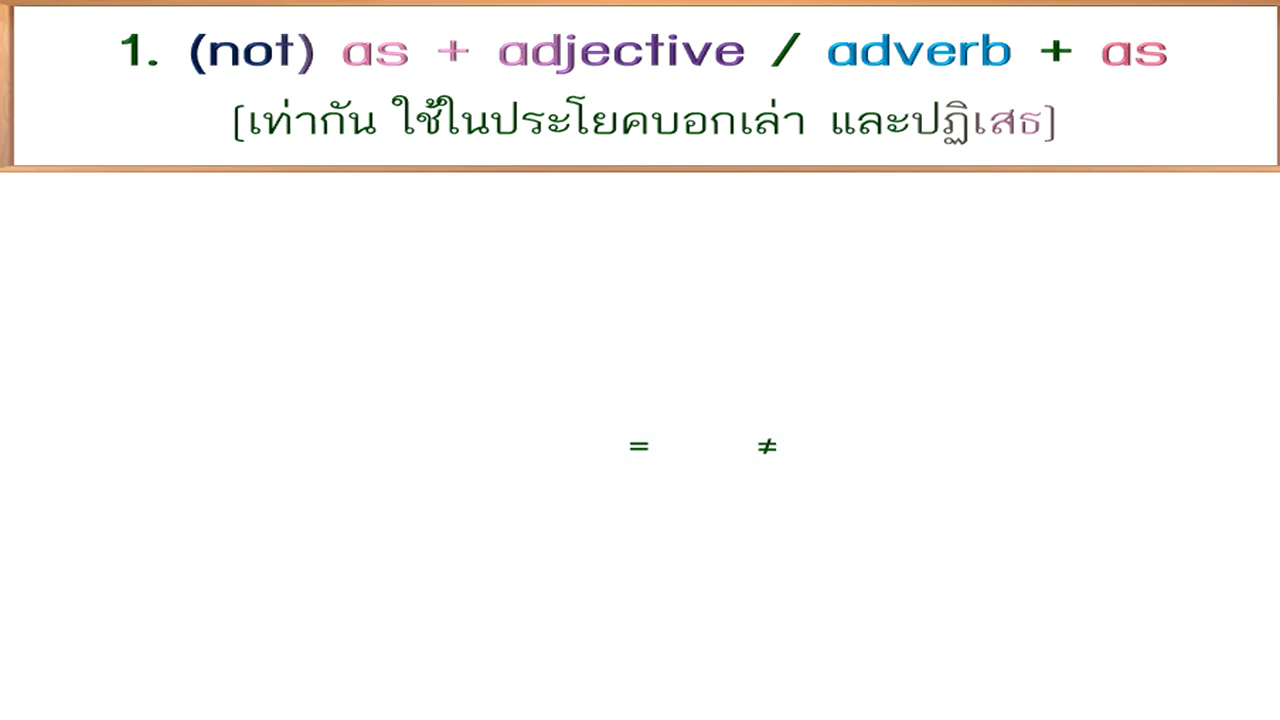 1. (not) as + adjective / adverb + as
[เท่ากัน ใช้ในประโยคบอกเล่า และปฏิเสธ]
= ≠